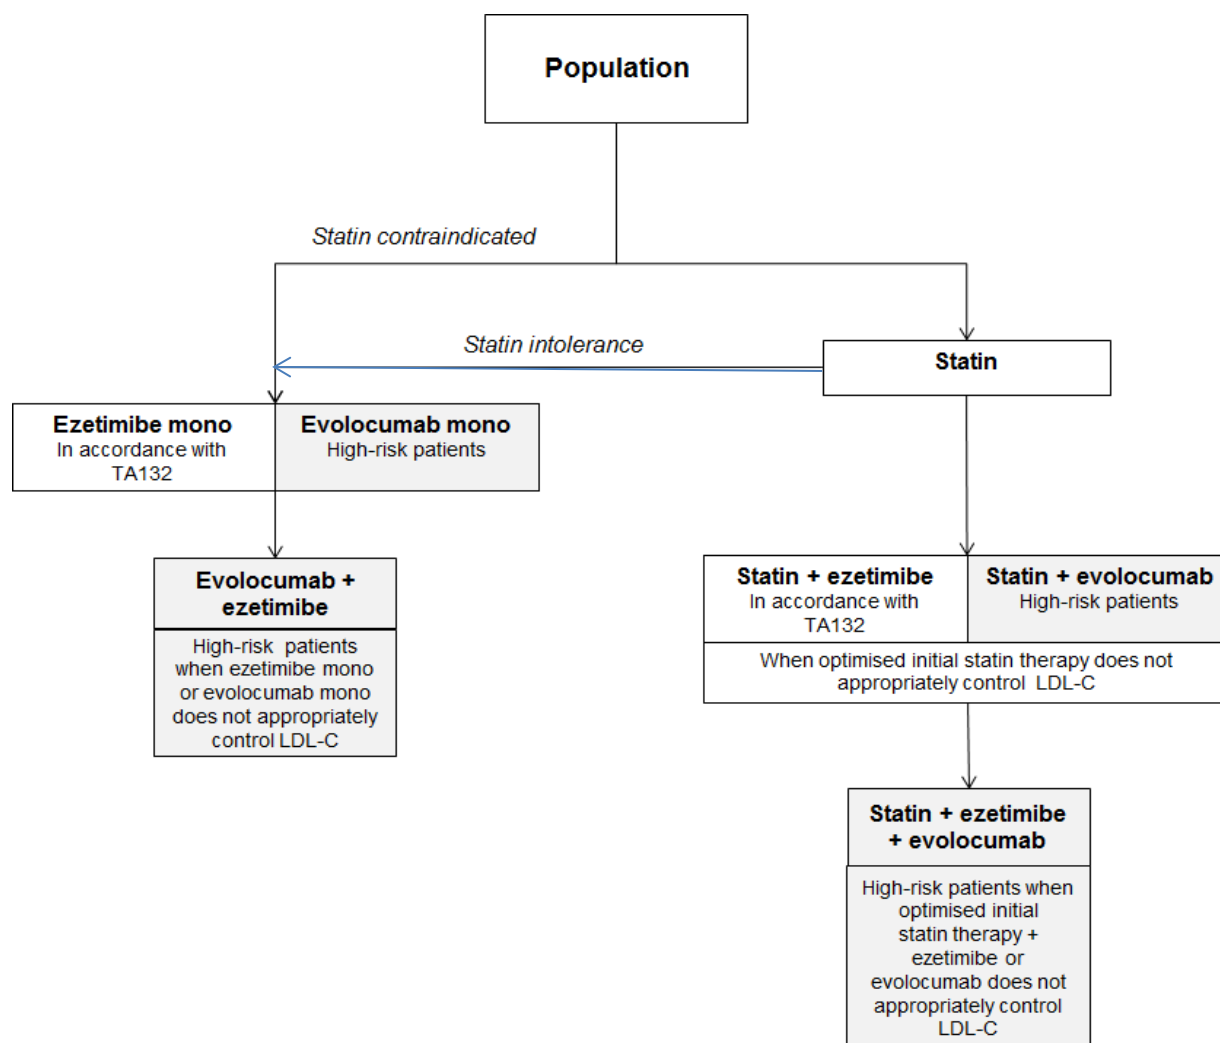 Population
Statin contraindicated
Statin intolerance
Statin
Ezetimibe mono
In accordance with
TA132
Evolocumab mono
High-risk patients
Evolocumab +
ezetimibe
High-risk patients
when ezetimibe mono
or evolocumab mono
does not appropriately
control LDL-C
Statin + ezetimibe
In accordance with
TA132
Statin + evolocumab
High-risk patients
When optimised initial statin therapy does not
appropriately control LDL-C
Statin + ezetimibe
+ evolocumab
High-risk patients when
optimised initial
statin therapy +
ezetimibe or
evolocumab does not
appropriately control
LDL-C